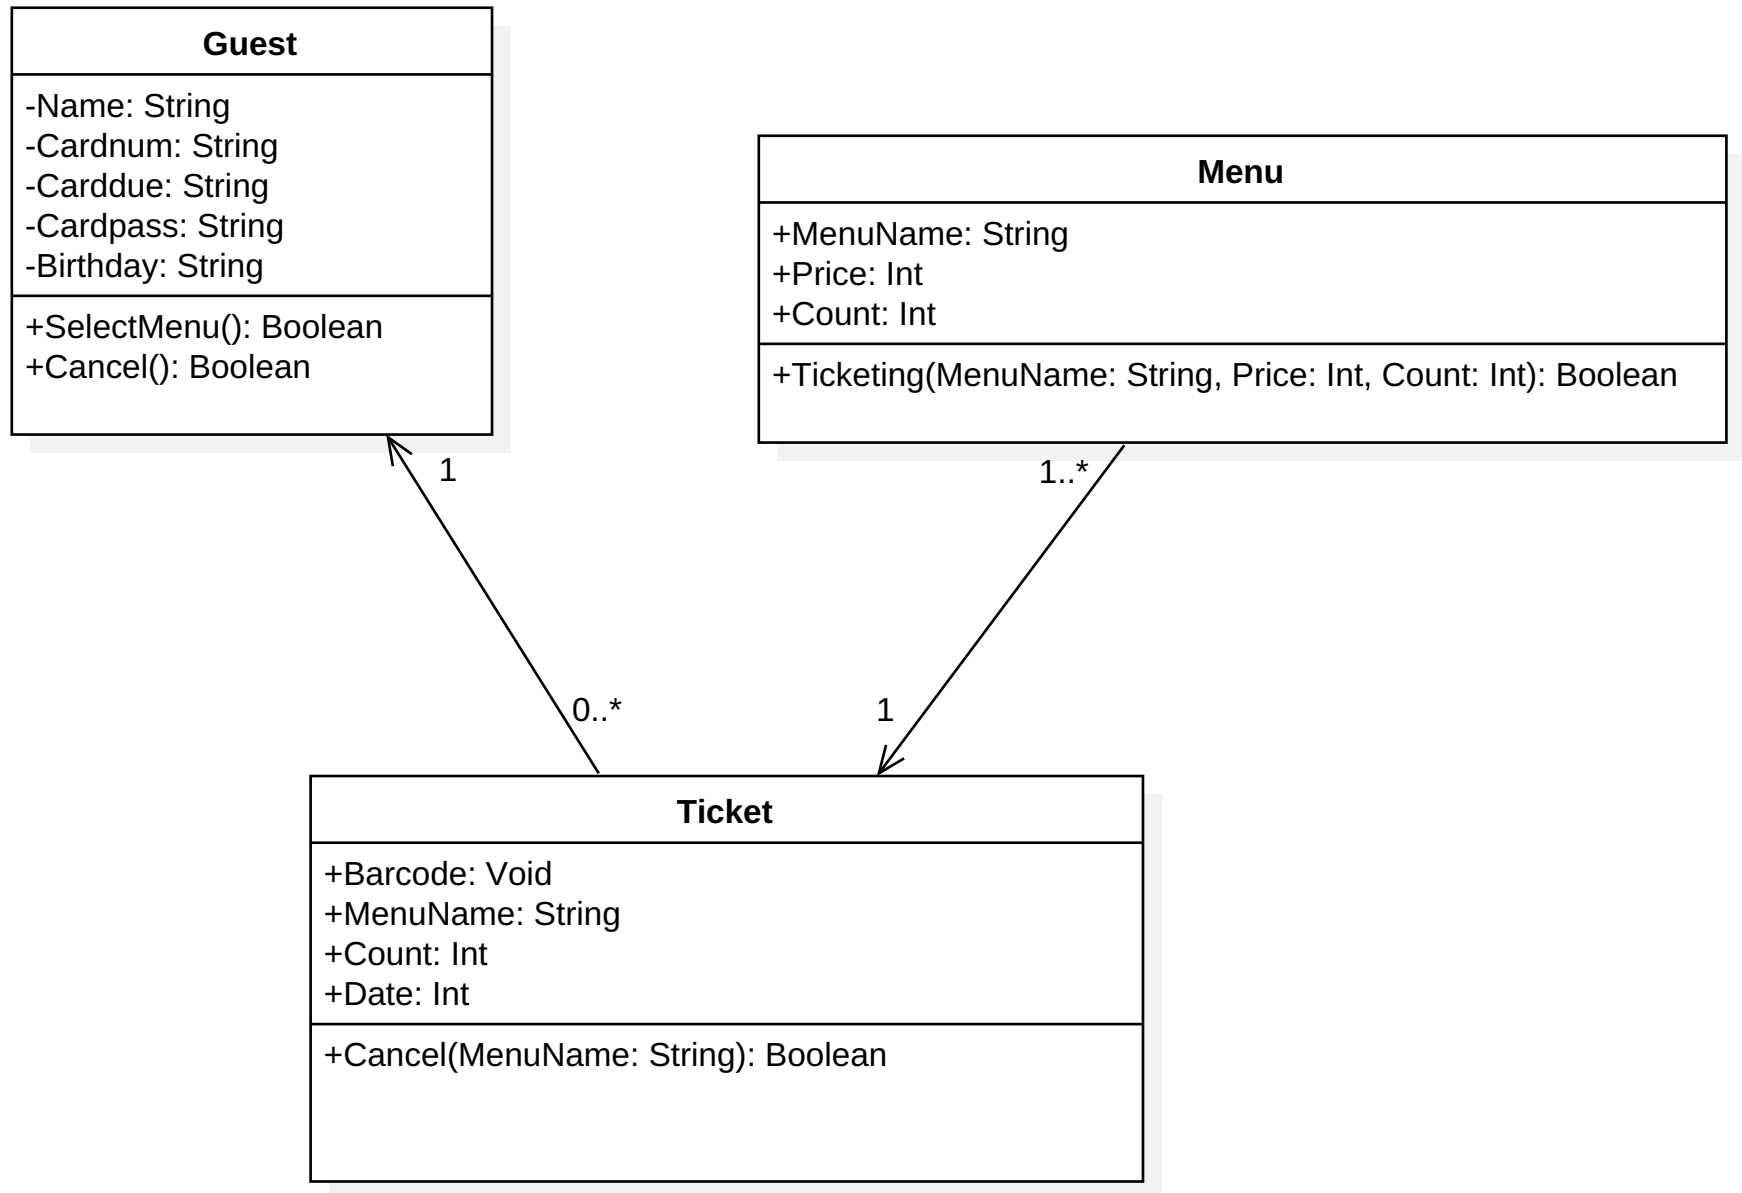 Guest
-Name: String
-Cardnum: String
-Carddue: String
-Cardpass: String
-Birthday: String
+SelectMenu(): Boolean
+Cancel(): Boolean
Menu
+MenuName: String
+Price: Int
+Count: Int
+Ticketing(MenuName: String, Price: Int, Count: Int): Boolean
1
1..*
0..*
1
Ticket
+Barcode: Void
+MenuName: String
+Count: Int
+Date: Int
+Cancel(MenuName: String): Boolean